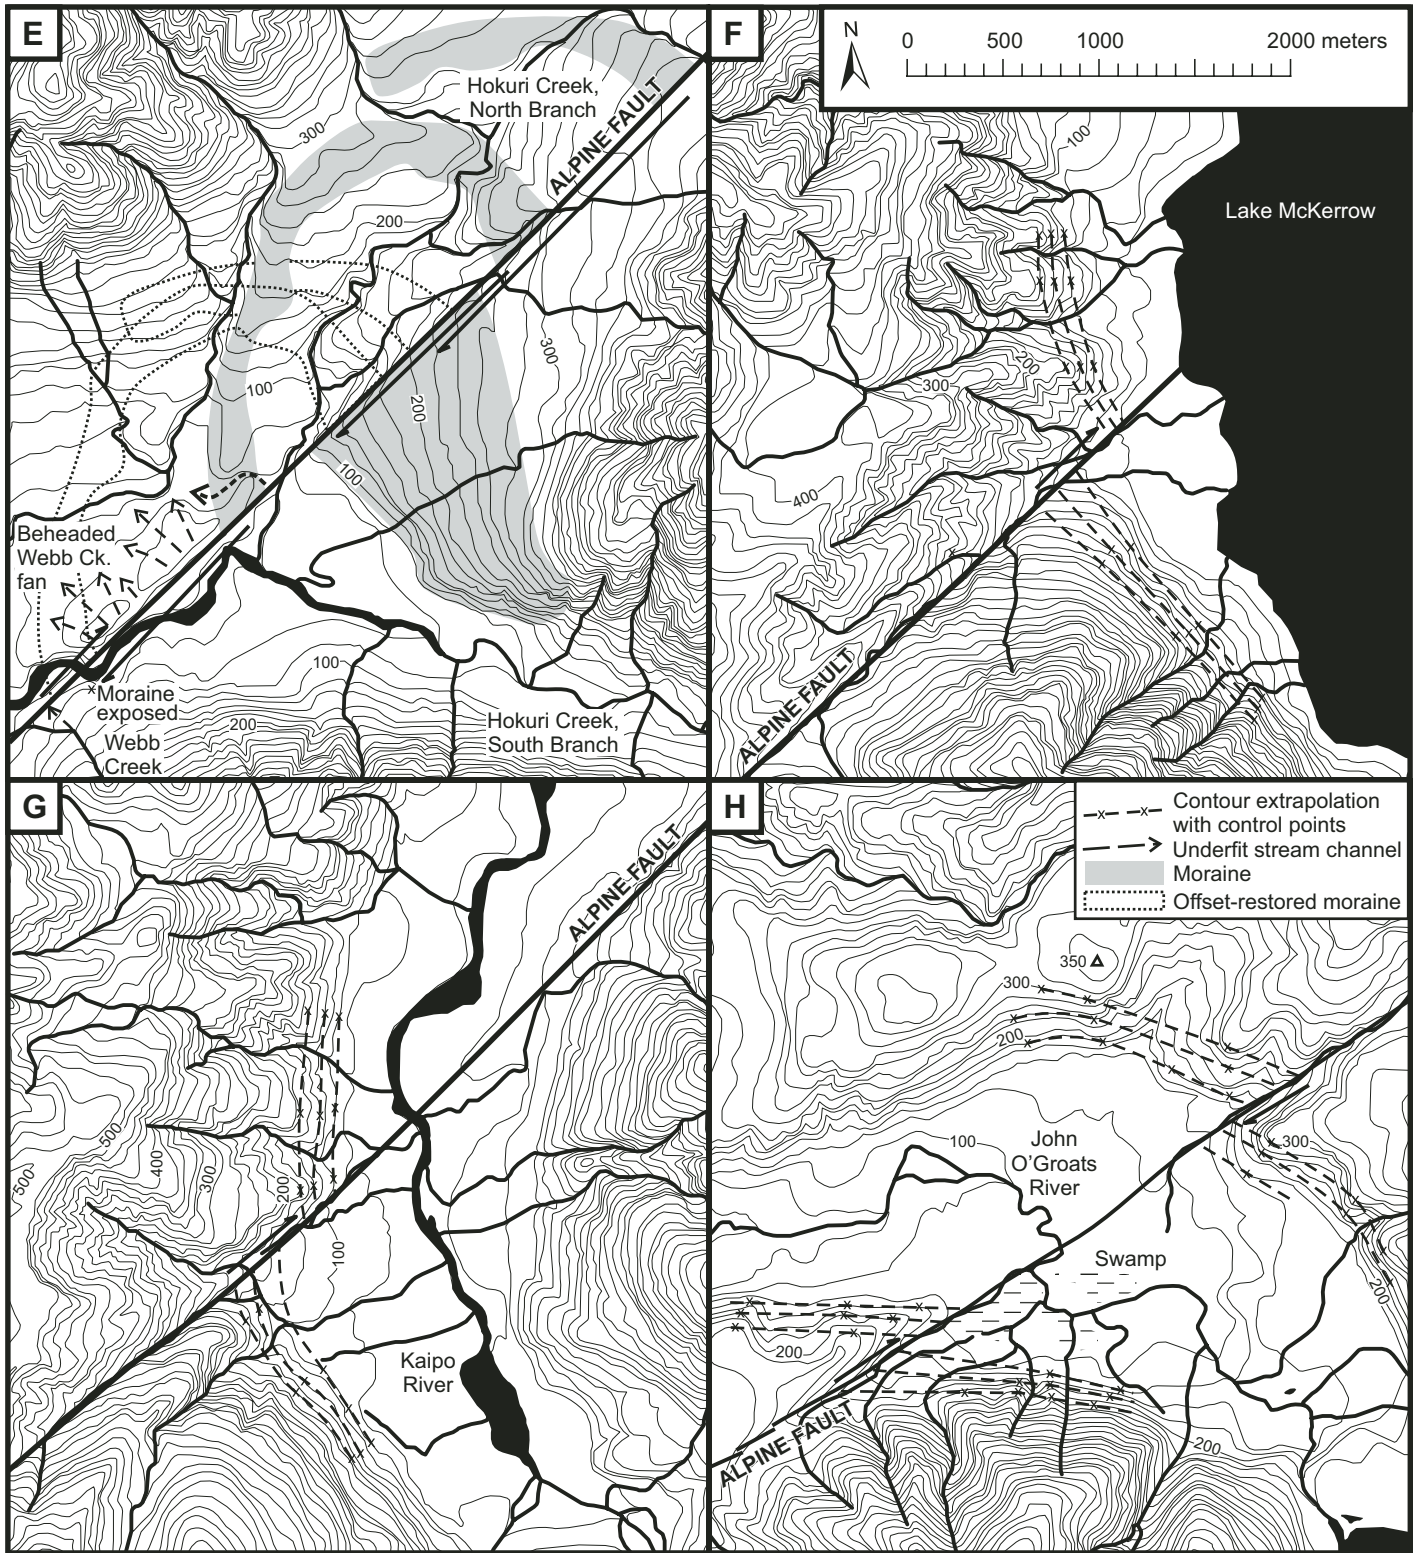 E
Hokuri Creek,
North Branch
ALPINE FAULT
300
200
300
100
200
100
Beheaded
Webb Ck.
fan
100
Moraine
exposed
200
Webb
Creek
Hokuri Creek,
South Branch
F
N
0 500 1000 2000 meters
100
Lake McKerrow
200
300
400
ALPINE FAULT
G
ALPINE FAULT
500
500
400
300
200
100
Kaipo
River
H
Contour extrapolation
with control points
Underfit stream channel
Moraine
Offset-restored moraine
350
300
200
100
John
O'Groats
River
300
Swamp
200
200
ALPINE FAULT
200